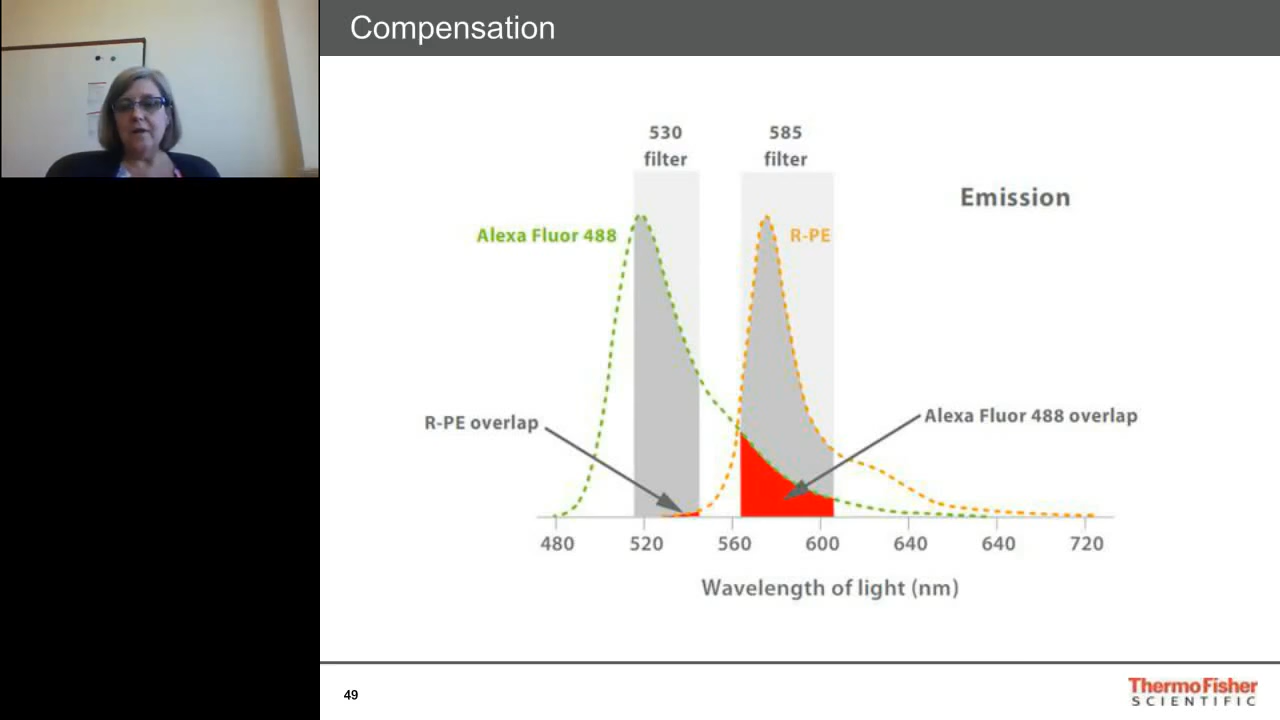 Compensation
530
filter
585
filter
Emission
Alexa Fluor 488
R-PE
R-PE overlap
Alexa Fluor 488 overlap
480 520 560 600 640 640 720
Wavelength of light (nm)
49
ThermoFisher
SCIENTIFIC